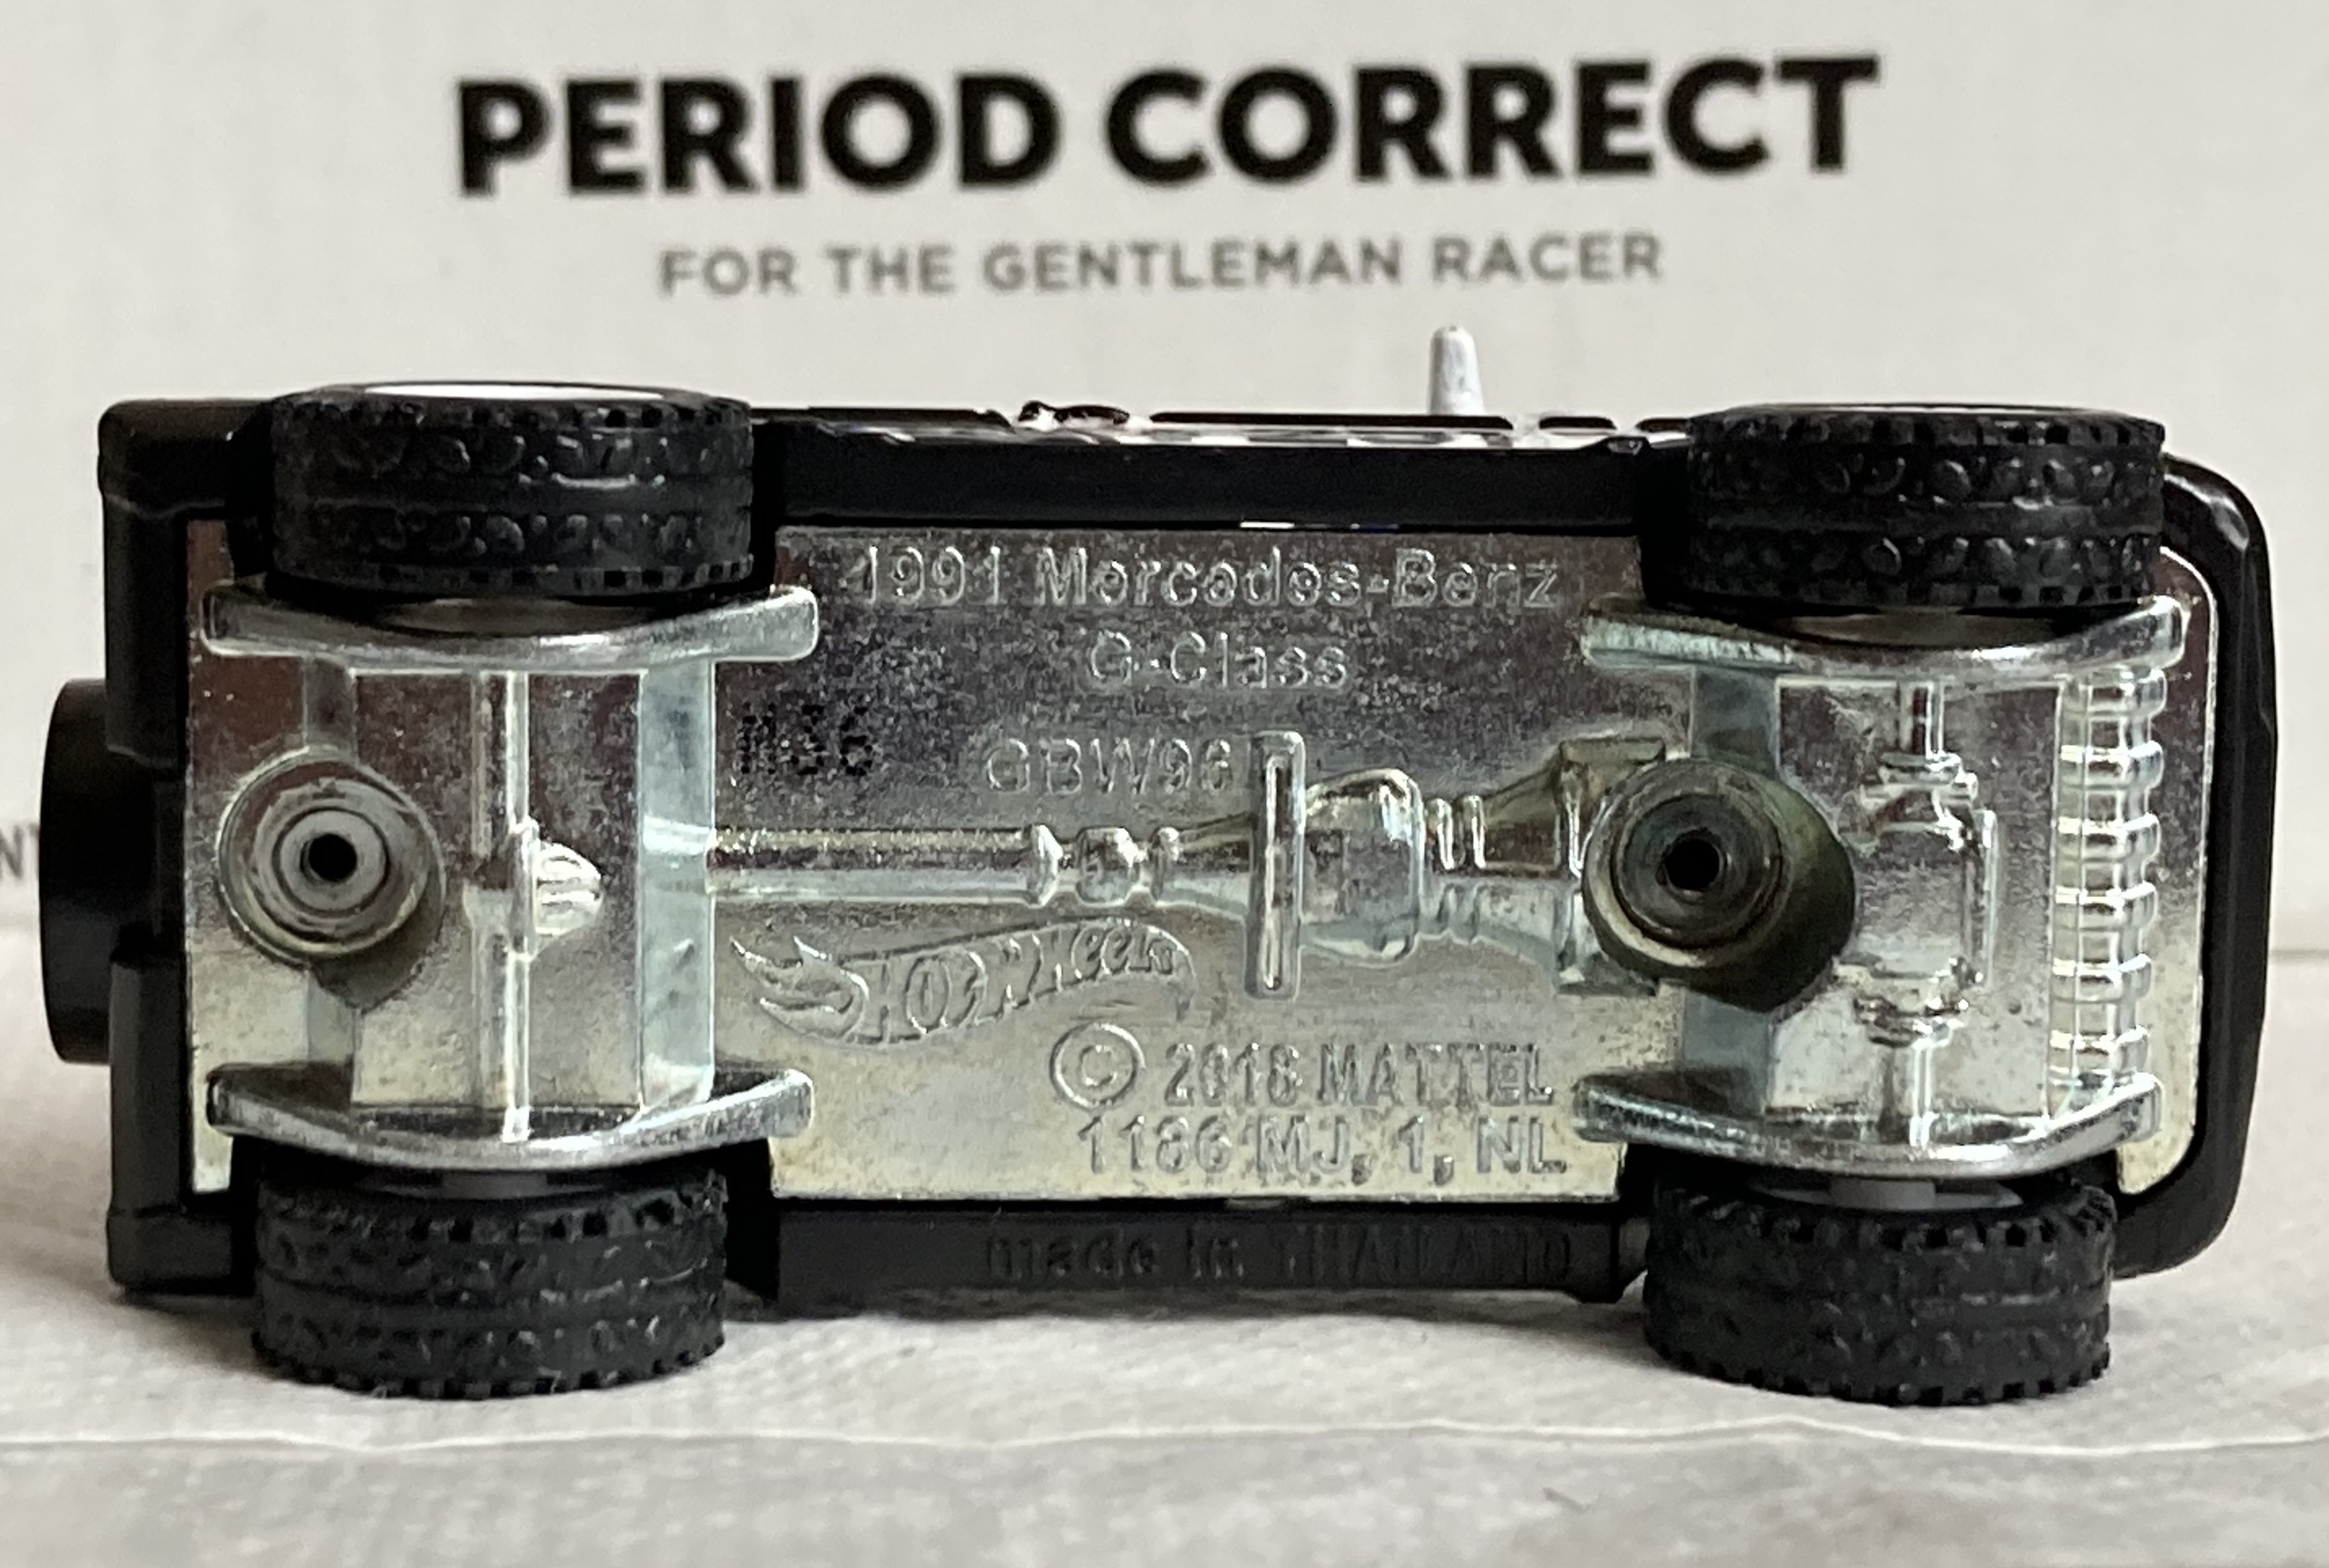 PERIOD CORRECT
FOR THE GENTLEMAN RACER
1991 Mercedes-Benz
G-Class
N36
GBW96
HOT WHEELS
© 2018 MATTEL
1186 MJ, 1, NL
made in THAILAND